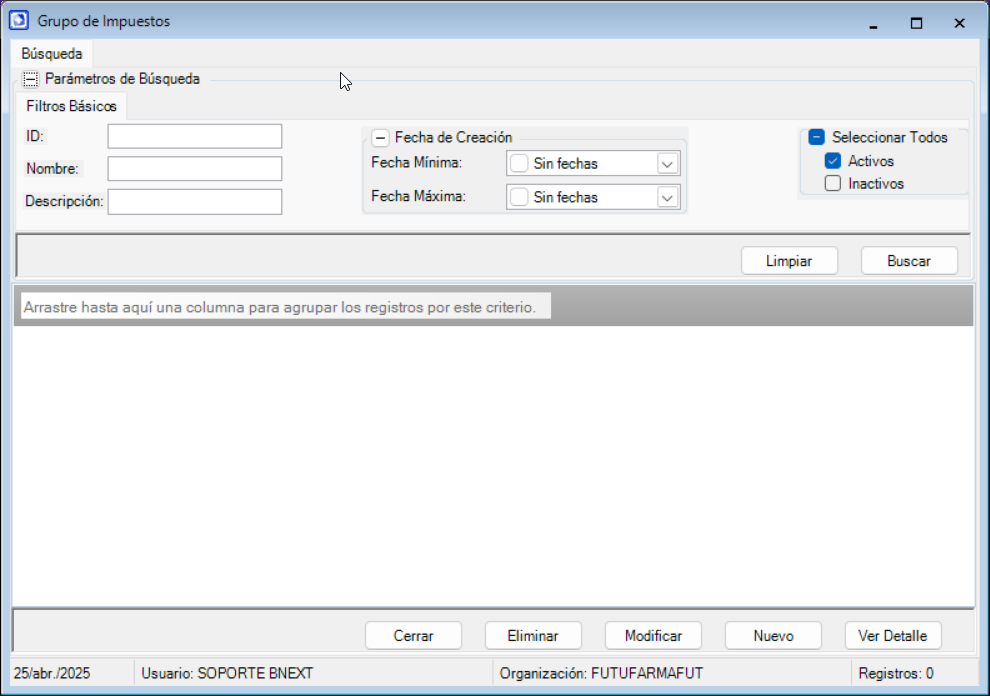 Grupo de Impuestos
Búsqueda
Parámetros de Búsqueda
Filtros Básicos
ID:
Nombre:
Descripción:
Fecha de Creación
Fecha Mínima: Sin fechas
Fecha Máxima: Sin fechas
Seleccionar Todos
Activos
Inactivos
Limpiar Buscar
Arrastre hasta aquí una columna para agrupar los registros por este criterio.
Cerrar Eliminar Modificar Nuevo Ver Detalle
25/abr./2025 Usuario: SOPORTE BNEXT Organización: FUTUFARMAFUT Registros: 0